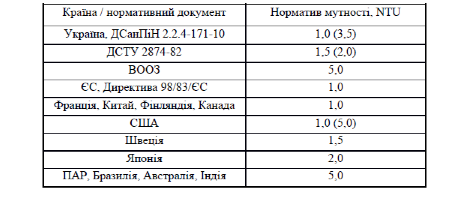 Країна / нормативний документ Норматив мутності, NTU
Україна, ДСанПіН 2.2.4-171-10 1,0 (3,5)
ДСТУ 2874-82 1,5 (2,0)
ВООЗ 5,0
ЄС, Директива 98/83/ЄС 1.0
Франція, Китай, Фінляндія, Канада 1.0
США 1,0 (5,0)
Швеція 1,5
Японія 2,0
ПАР, Бразилія, Австралія, Індія 5,0